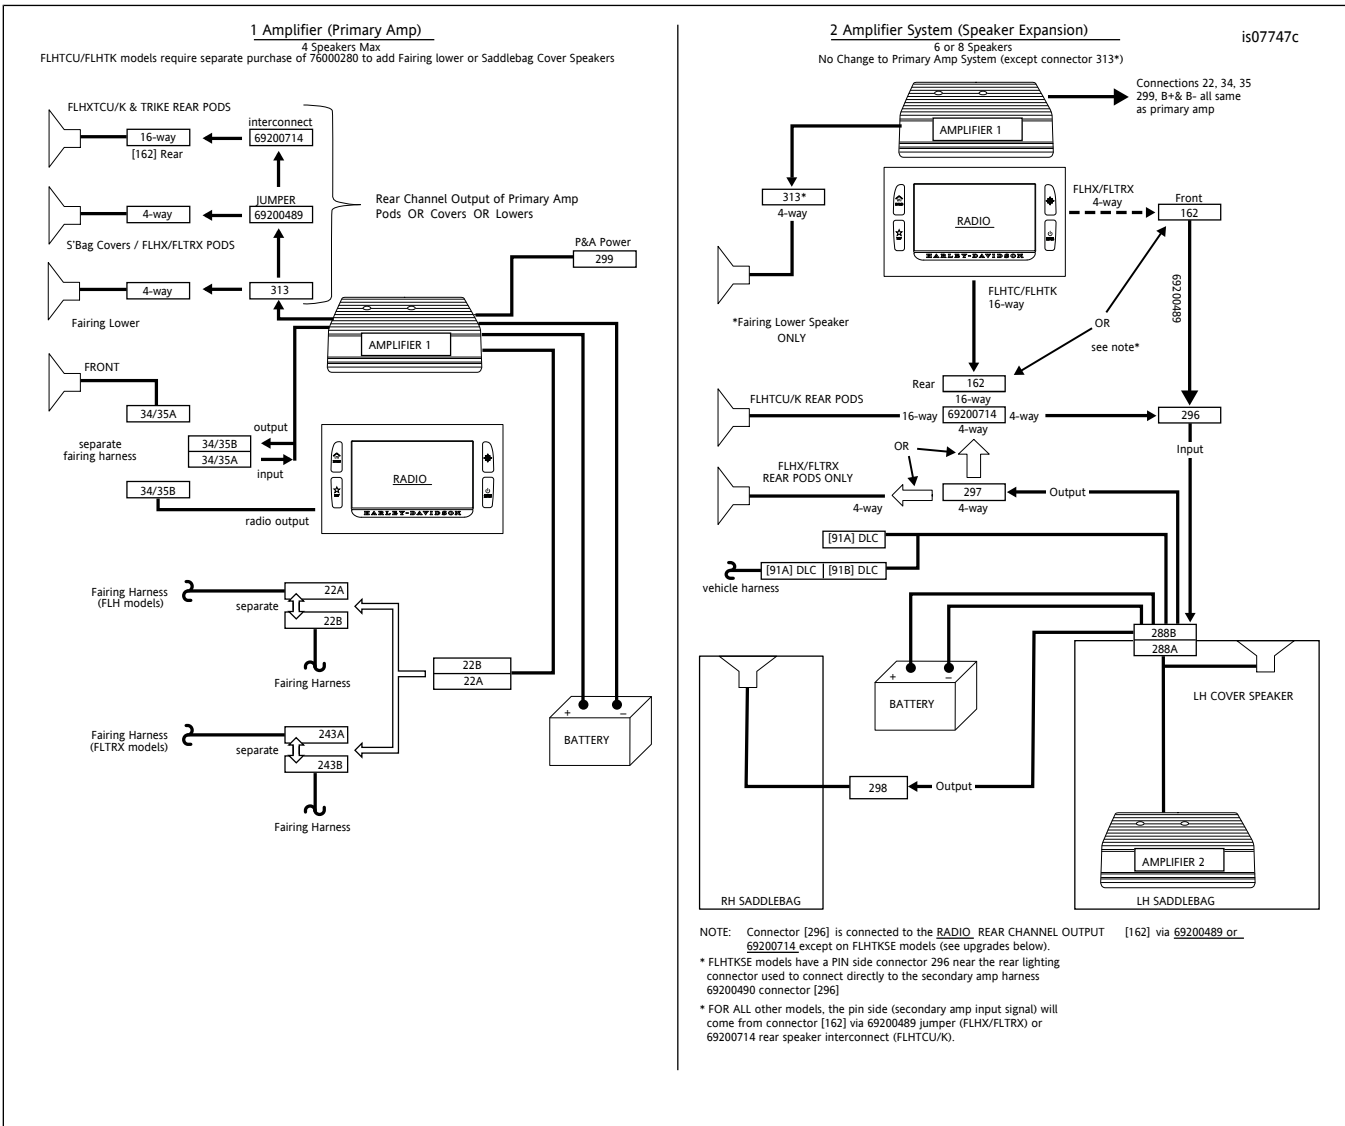 1 Amplifier (Primary Amp)
4 Speakers Max
FLHTCU/FLHTK models require separate purchase of 76000280 to add Fairing lower or Saddlebag Cover Speakers
FLHXTCU/K & TRIKE REAR PODS
16-way
[162] Rear
interconnect
69200714
JUMPER
69200489
4-way
S'Bag Covers / FLHX/FLTRX PODS
Rear Channel Output of Primary Amp
Pods OR Covers OR Lowers
4-way
313
Fairing Lower
P&A Power
299
AMPLIFIER 1
FRONT
34/35A
separate
fairing harness
output
34/35B
34/35A
input
34/35B
radio output
RADIO
HARLEY-DAVIDSON
Fairing Harness
(FLH models)
separate
22A
22B
Fairing Harness
22B
22A
Fairing Harness
(FLTRX models)
separate
243A
243B
Fairing Harness
+ –
BATTERY
2 Amplifier System (Speaker Expansion)
6 or 8 Speakers
No Change to Primary Amp System (except connector 313*)
is07747c
AMPLIFIER 1
Connections 22, 34, 35
299, B+& B- all same
as primary amp
313*
4-way
*Fairing Lower Speaker
ONLY
RADIO
HARLEY-DAVIDSON
FLHX/FLTRX
4-way
Front
162
69200489
FLHTC/FLHTK
16-way
OR
see note*
Rear
162
16-way
FLHTCU/K REAR PODS
16-way
69200714
4-way
4-way
296
Input
OR
FLHX/FLTRX
REAR PODS ONLY
4-way
297
4-way
Output
[91A] DLC
[91A] DLC
[91B] DLC
vehicle harness
288B
288A
+ –
BATTERY
LH COVER SPEAKER
298
Output
AMPLIFIER 2
RH SADDLEBAG
LH SADDLEBAG
NOTE: Connector [296] is connected to the RADIO REAR CHANNEL OUTPUT [162] via 69200489 or
69200714 except on FLHTKSE models (see upgrades below).
* FLHTKSE models have a PIN side connector 296 near the rear lighting
connector used to connect directly to the secondary amp harness
69200490 connector [296]
* FOR ALL other models, the pin side (secondary amp input signal) will
come from connector [162] via 69200489 jumper (FLHX/FLTRX) or
69200714 rear speaker interconnect (FLHTCU/K).